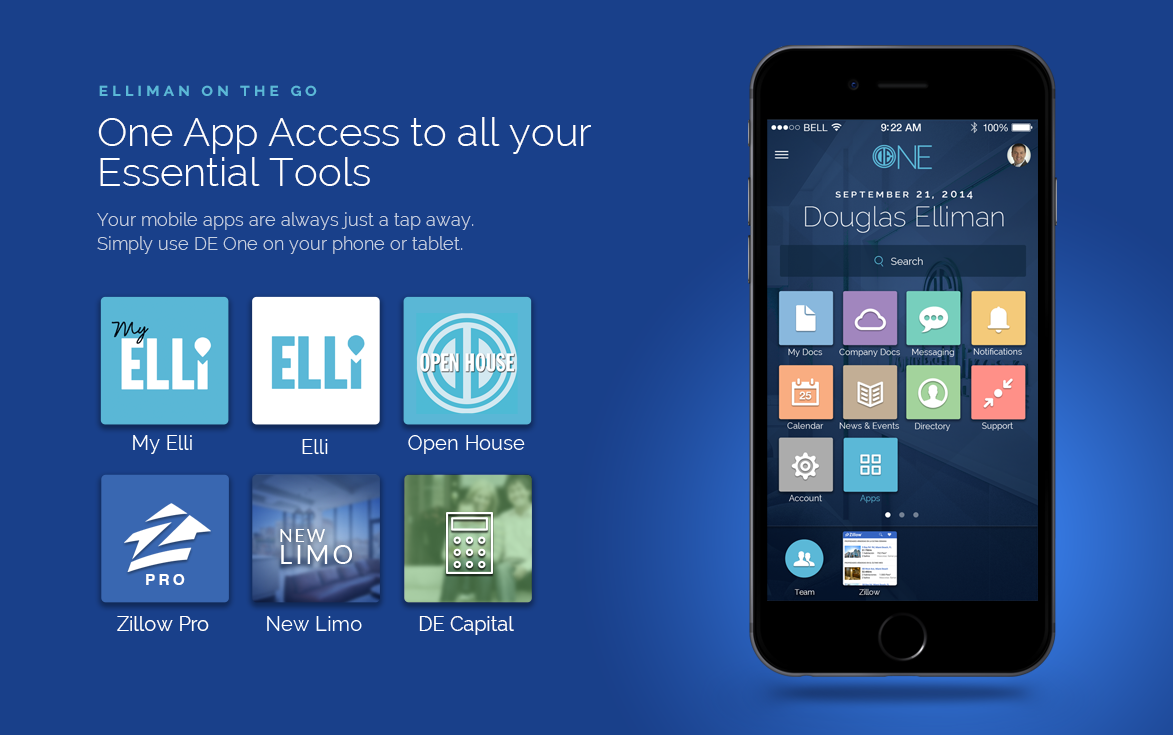 ELLIMAN ON THE GO
One App Access to all your
Essential Tools
Your mobile apps are always just a tap away.
Simply use DE One on your phone or tablet.
My
ELLi
My Elli
ELLi
Elli
OPEN HOUSE
Open House
PRO
Zillow Pro
NEW
LIMO
New Limo
DE Capital
BELL 9:22 AM 100%
DE ONE
SEPTEMBER 21, 2014
Douglas Elliman
Search
My Docs Company Docs Messaging Notifications
25
Calendar News & Events Directory Support
Account Apps
Zillow
Team Zillow